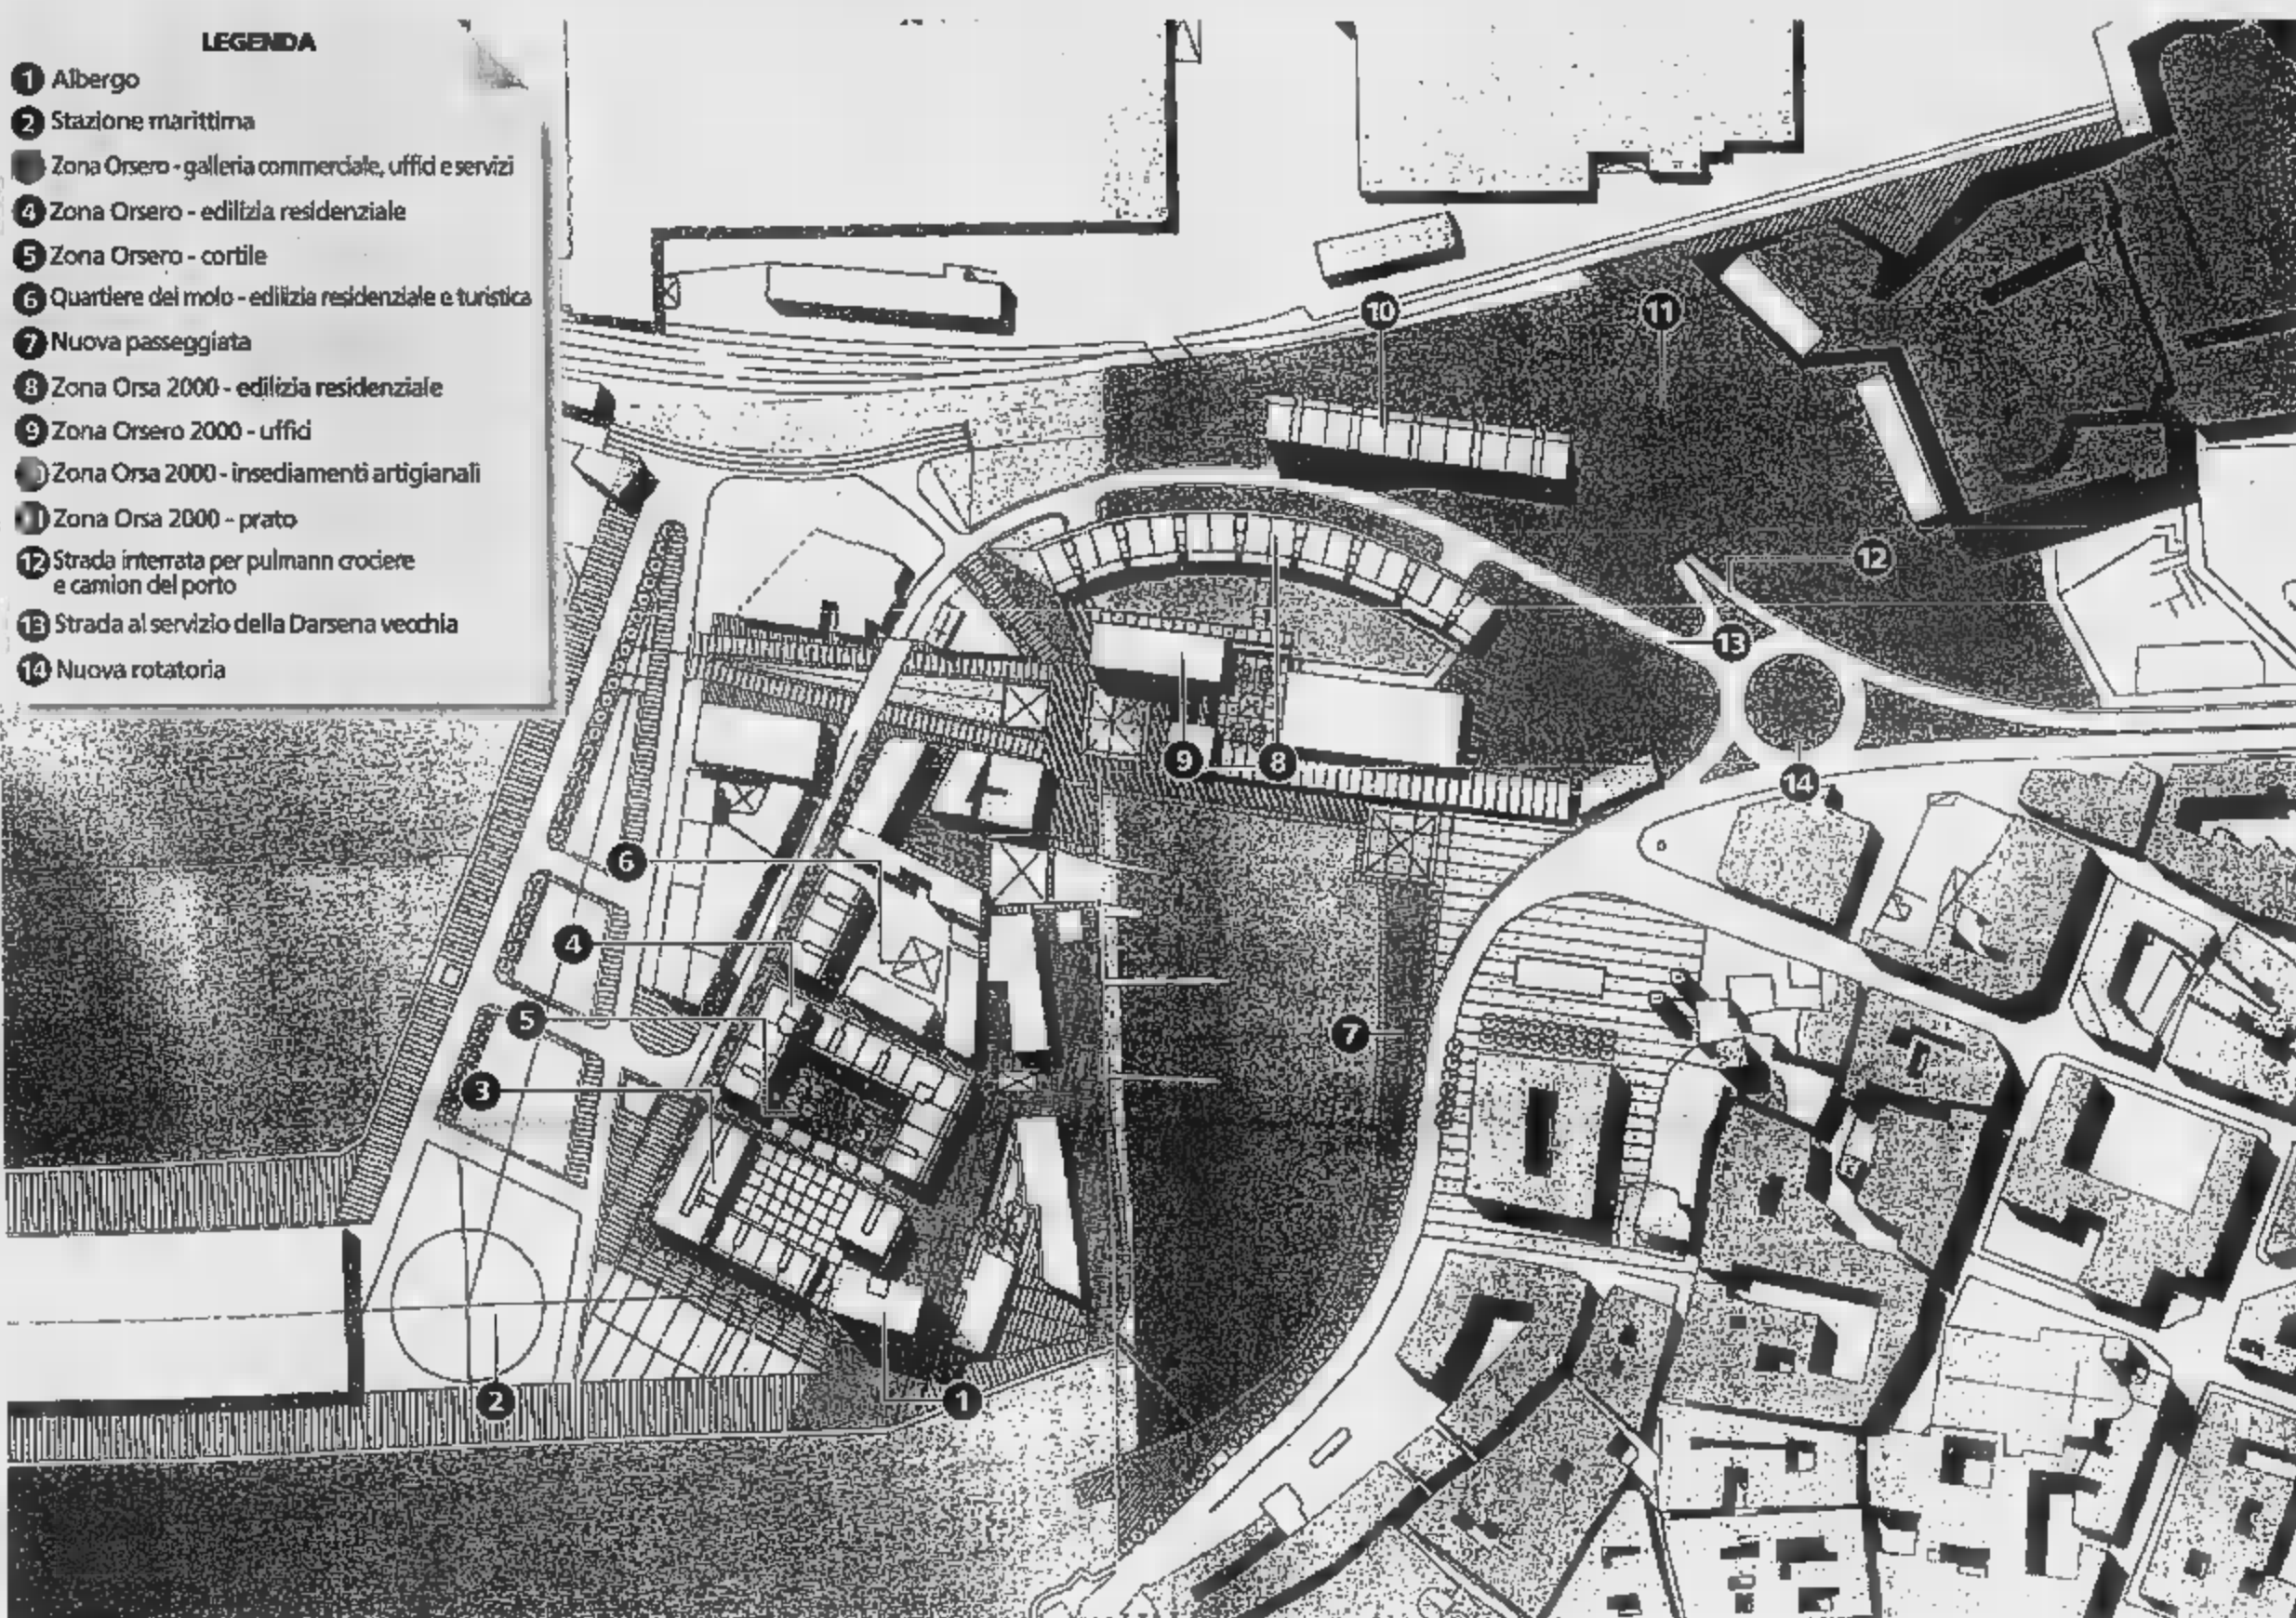 LEGENDA
1 Albergo
2 Stazione marittima
Zona Orsero - galleria commerciale, uffici e servizi
4 Zona Orsero - edilizia residenziale
5 Zona Orsero - cortile
6 Quartiere del molo - edilizia residenziale e turistica
7 Nuova passeggiata
8 Zona Orsa 2000 - edilizia residenziale
9 Zona Orsero 2000 - uffici
Zona Orsa 2000 - insediamenti artigianali
Zona Orsa 2000 - prato
12 Strada interrata per pulmann crociere
e camion del porto
13 Strada al servizio della Darsena vecchia
14 Nuova rotatoria
10
11
12
13
9
8
14
6
4
5
7
3
2
1